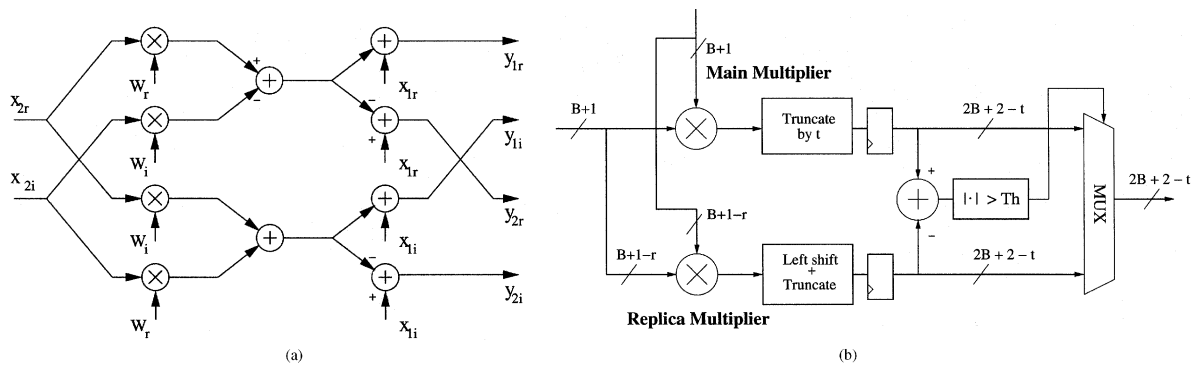 x2r
x2i
Wr
Wi
Wi
Wr
+
−
x1r
−
+
x1r
x1i
−
+
x1i
y1r
y1i
y2r
y2i
(a)
B+1
B+1
Main Multiplier
Truncate
by t
2B + 2 − t
+
−
|·| > Th
MUX
2B + 2 − t
B+1−r
B+1−r
Left shift
+
Truncate
2B + 2 − t
Replica Multiplier
(b)